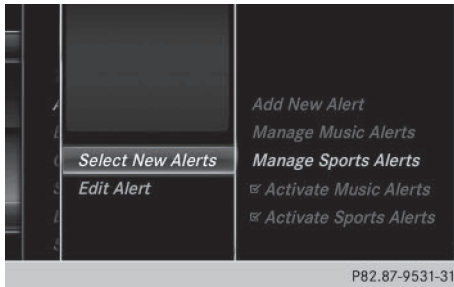 Add New Alert
Manage Music Alerts
Select New Alerts
Manage Sports Alerts
Edit Alert
Activate Music Alerts
Activate Sports Alerts
P82.87-9531-31